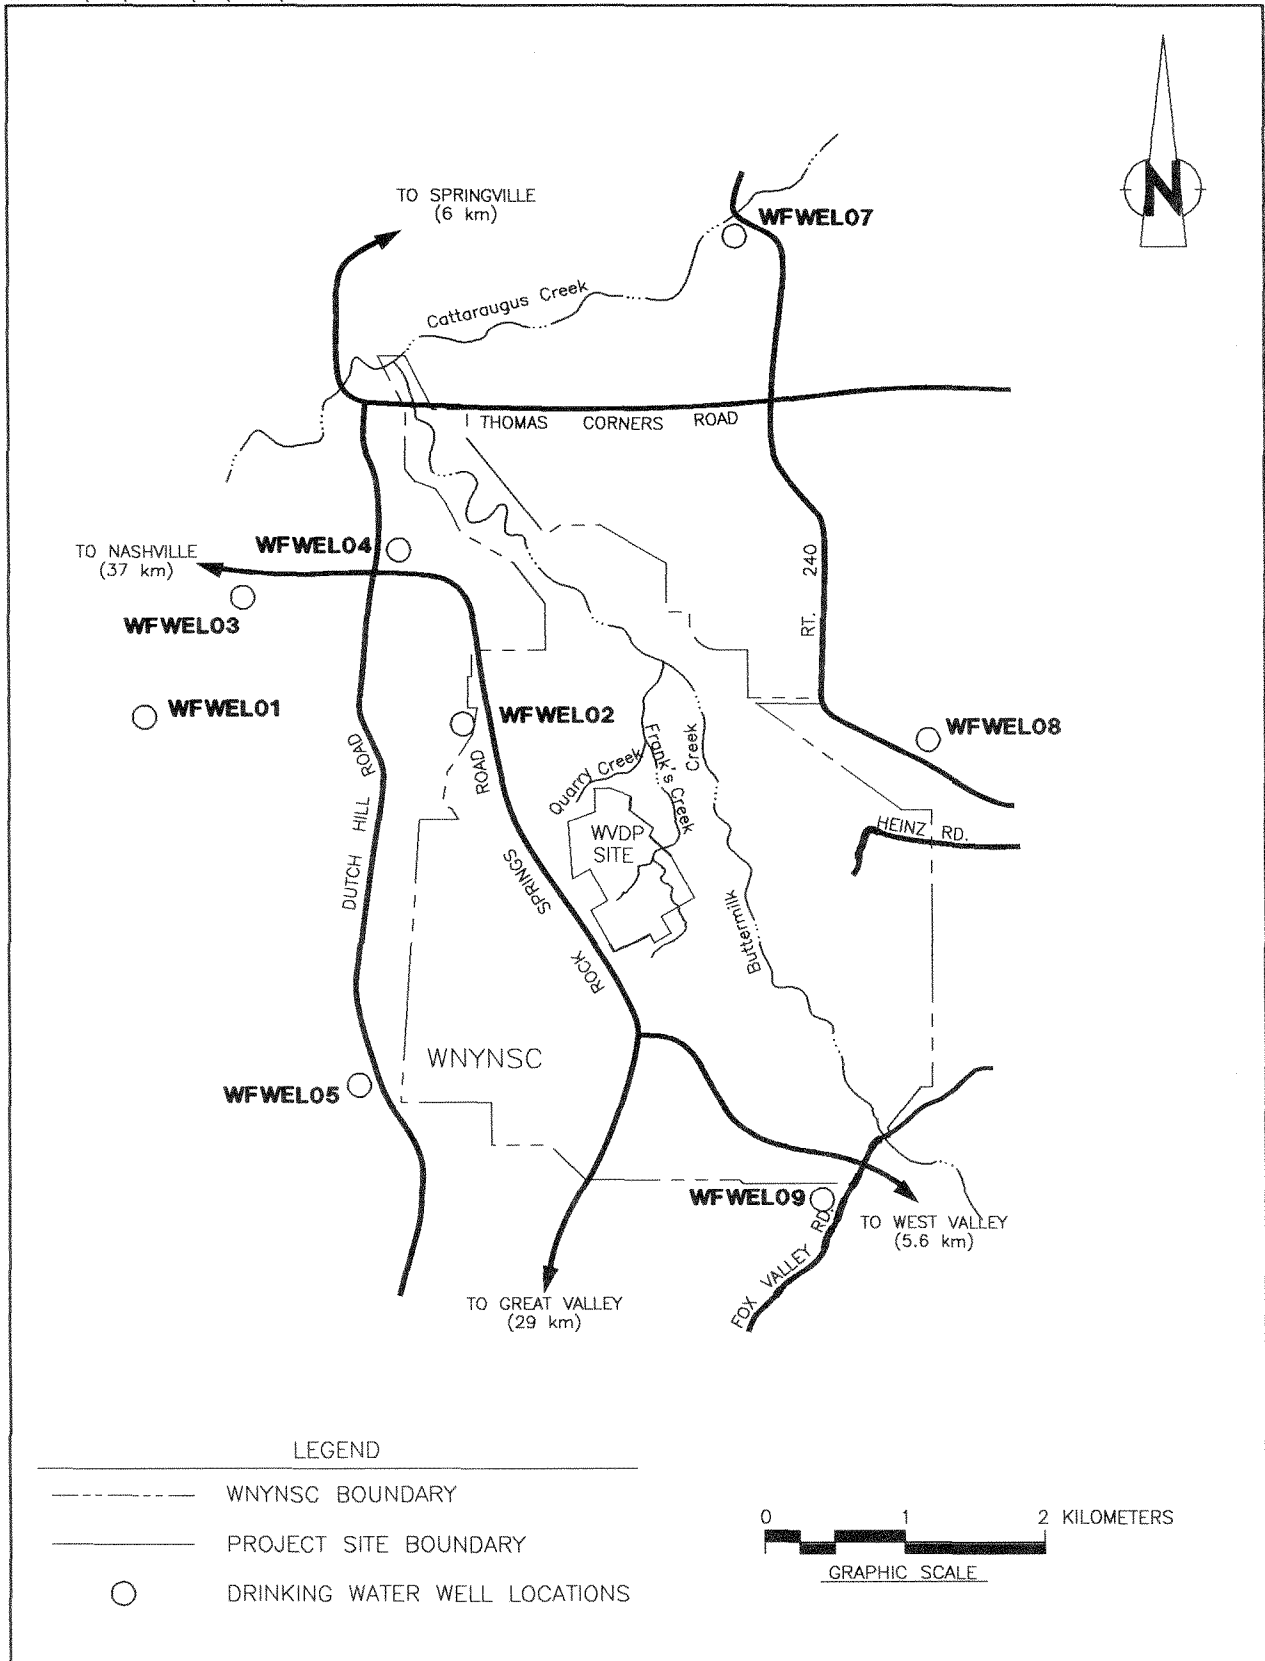 N
TO SPRINGVILLE
(6 km)
WFWEL07
Cattaraugus Creek
THOMAS CORNERS ROAD
TO NASHVILLE
(37 km)
WFWEL04
RT. 240
WFWEL03
WFWEL01
WFWEL02
WFWEL08
DUTCH HILL ROAD
ROCK SPRINGS ROAD
Quarry Creek
Frank's Creek
Buttermilk Creek
WVDP
SITE
HEINZ RD.
WNYNSC
WFWEL05
WFWEL09
TO WEST VALLEY
(5.6 km)
FOX VALLEY RD.
TO GREAT VALLEY
(29 km)
LEGEND
WNYNSC BOUNDARY
PROJECT SITE BOUNDARY
DRINKING WATER WELL LOCATIONS
0 1 2 KILOMETERS
GRAPHIC SCALE